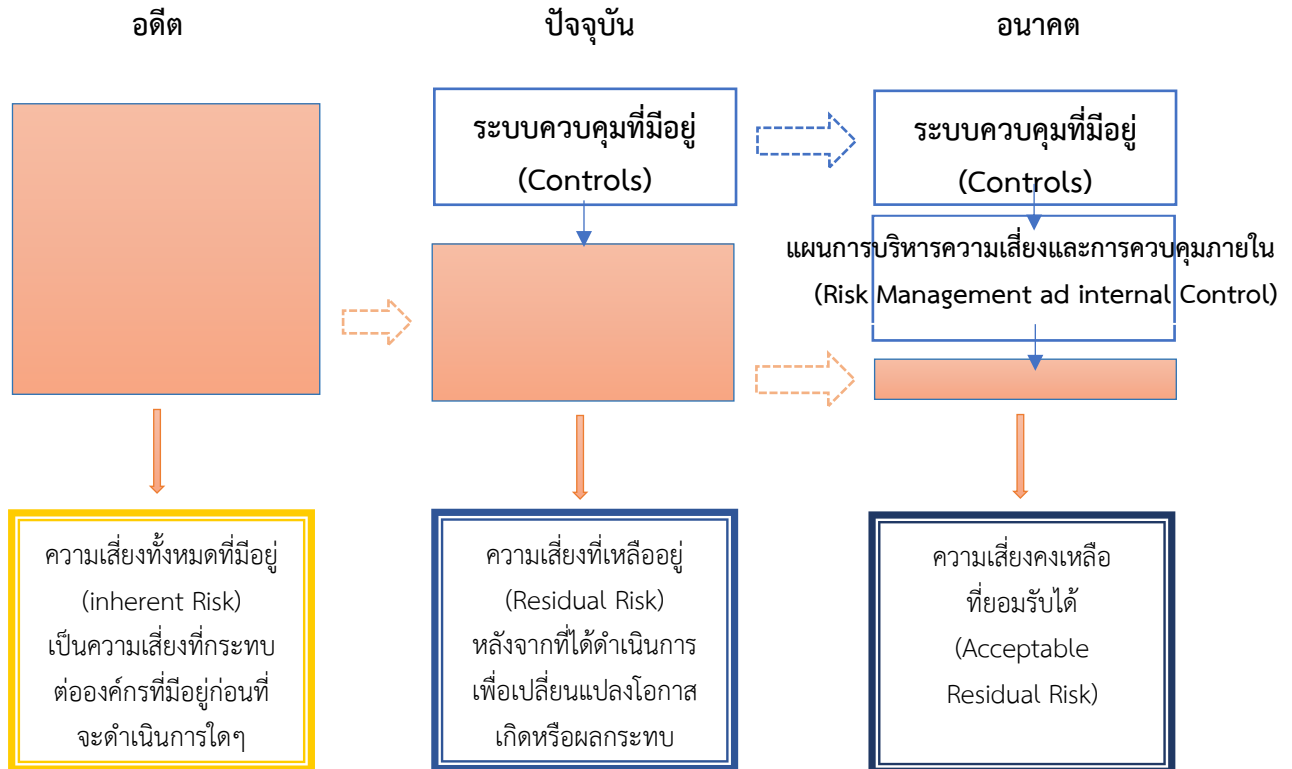 อดีต
ปัจจุบัน
อนาคต
ระบบควบคุมที่มีอยู่
(Controls)
ระบบควบคุมที่มีอยู่
(Controls)
แผนการบริหารความเสี่ยงและการควบคุมภายใน
(Risk Management ad internal Control)
ความเสี่ยงทั้งหมดที่มีอยู่
(inherent Risk)
เป็นความเสี่ยงที่กระทบ
ต่อองค์กรที่มีอยู่ก่อนที่
จะดำเนินการใดๆ
ความเสี่ยงที่เหลืออยู่
(Residual Risk)
หลังจากที่ได้ดำเนินการ
เพื่อเปลี่ยนแปลงโอกาส
เกิดหรือผลกระทบ
ความเสี่ยงคงเหลือ
ที่ยอมรับได้
(Acceptable
Residual Risk)